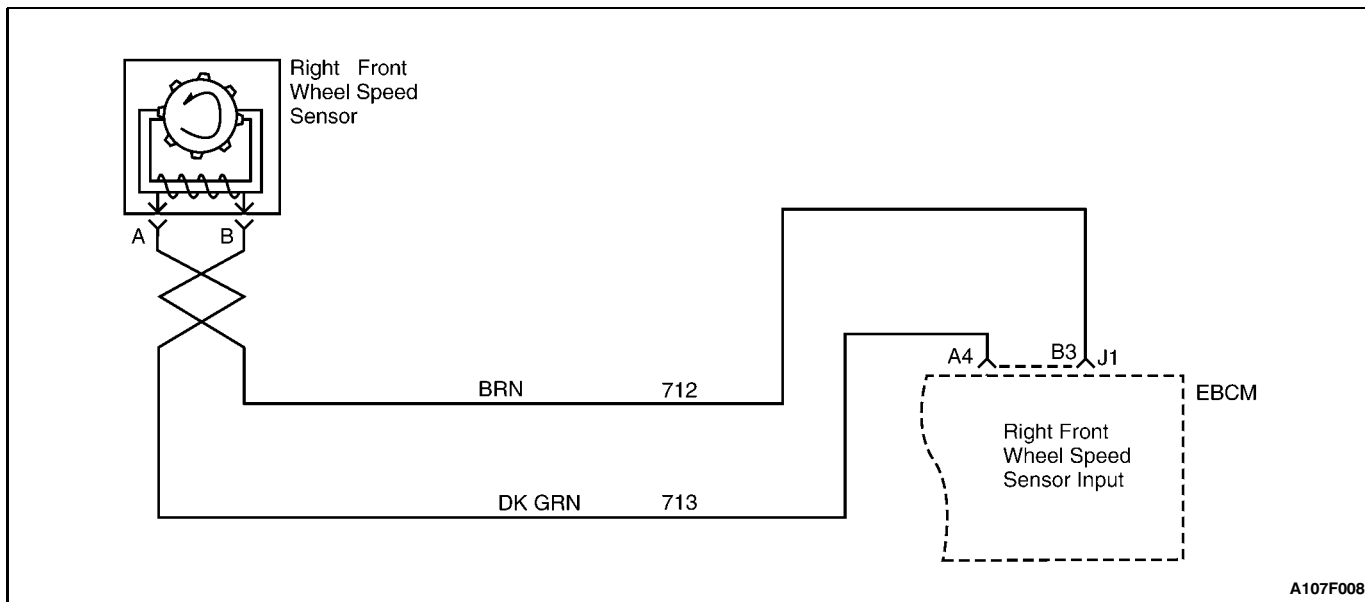 Right Front
Wheel Speed
Sensor
A
B
A4
B3
J1
BRN 712
EBCM
Right Front
Wheel Speed
Sensor Input
DK GRN 713
A107F008